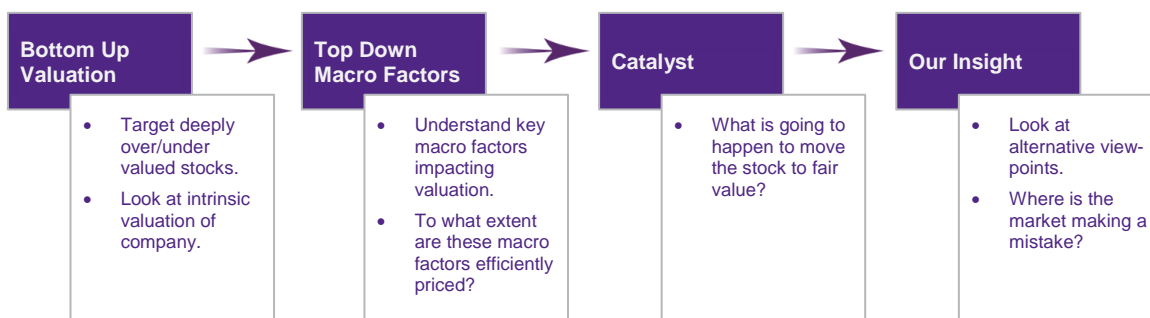 Bottom Up
Valuation
• Target deeply
over/under
valued stocks.
• Look at intrinsic
valuation of
company.
Top Down
Macro Factors
• Understand key
macro factors
impacting
valuation.
• To what extent
are these macro
factors efficiently
priced?
Catalyst
• What is going to
happen to move
the stock to fair
value?
Our Insight
• Look at
alternative view-
points.
• Where is the
market making a
mistake?